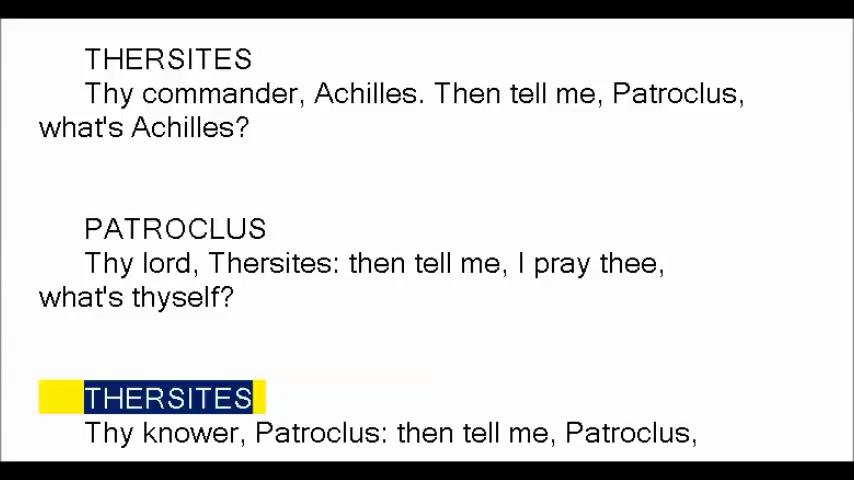 THERSITES
Thy commander, Achilles. Then tell me, Patroclus,
what's Achilles?
PATROCLUS
Thy lord, Thersites: then tell me, I pray thee,
what's thyself?
THERSITES
Thy knower, Patroclus: then tell me, Patroclus,